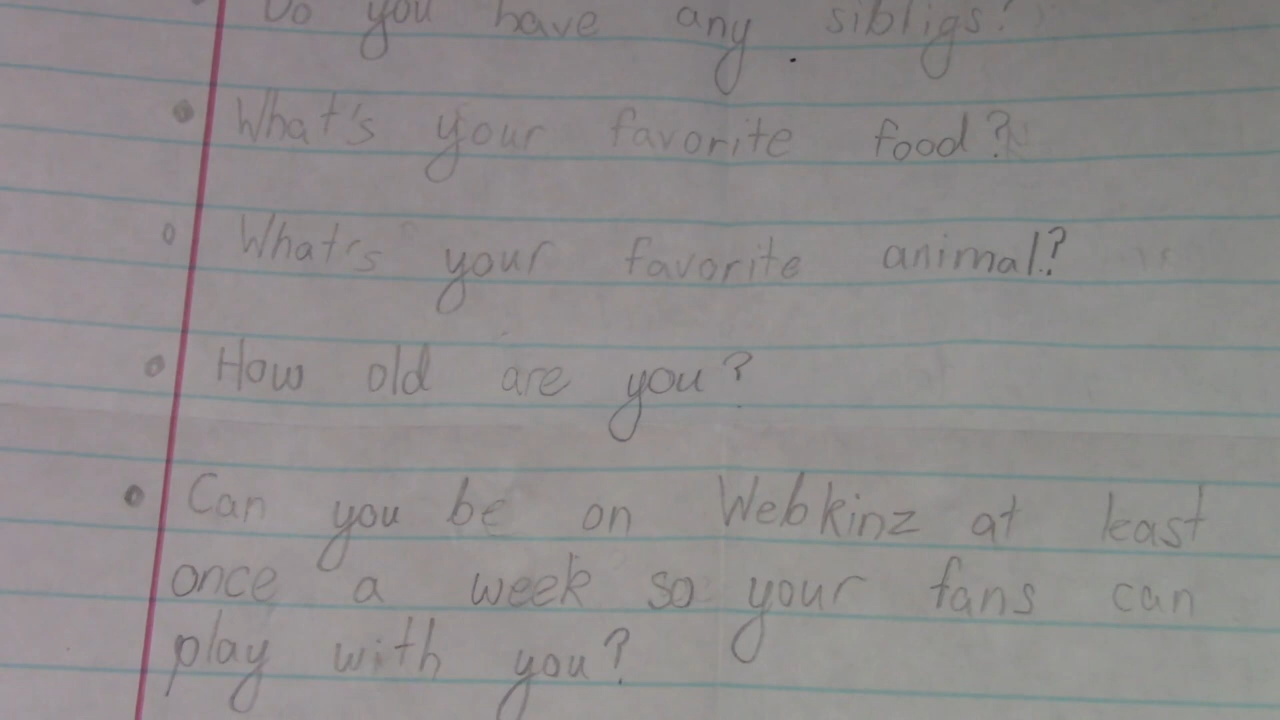 Do you have any sibligs?
• What's your favorite food?
• What's your favorite animal?
• How old are you?
• Can you be on Webkinz at least
once a week so your fans can
play with you?